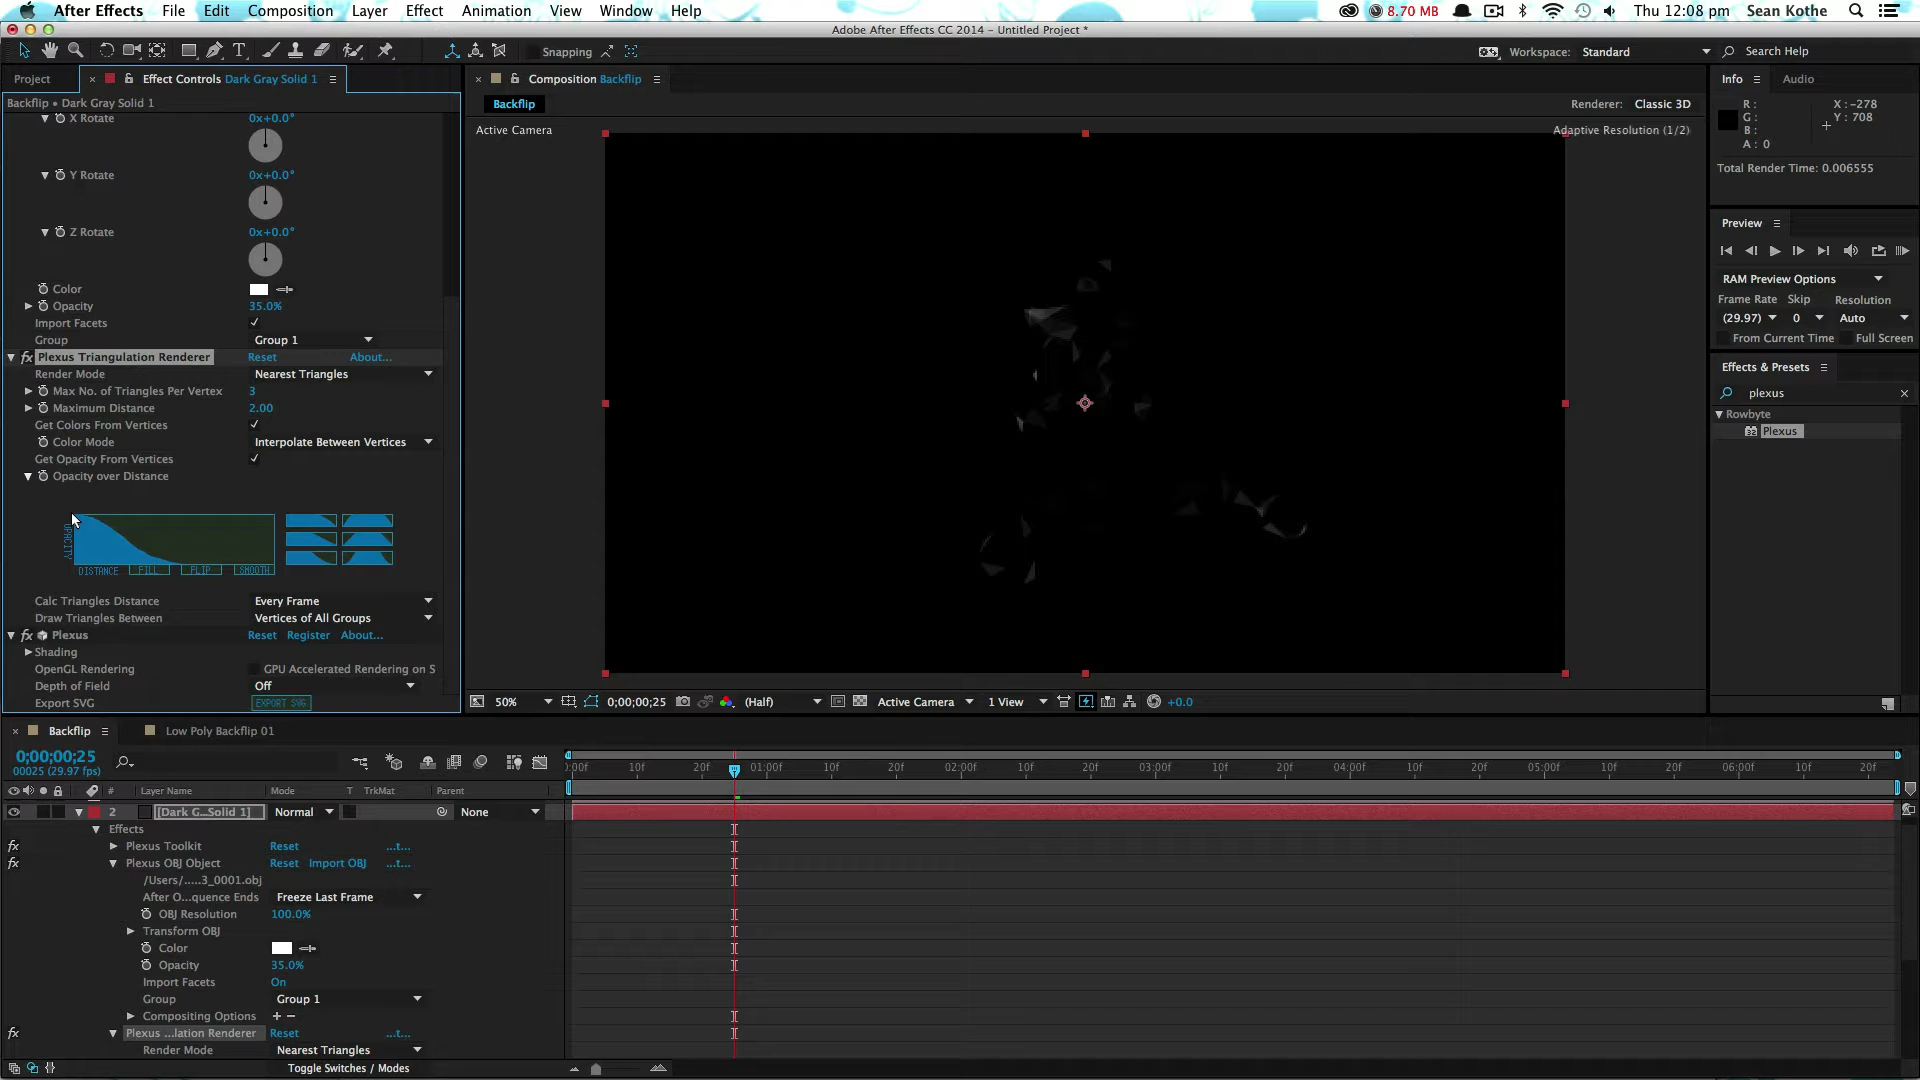 After Effects File Edit Composition Layer Effect Animation View Window Help 8.70 MB Thu 12:08 pm Sean Kothe
Adobe After Effects CC 2014 - Untitled Project *
Snapping Workspace: Standard Search Help
Project Effect Controls Dark Gray Solid 1 Composition Backflip Info Audio
Backflip • Dark Gray Solid 1 Backflip Renderer: Classic 3D
Active Camera Adaptive Resolution (1/2)
R: X : -278
G: Y : 708
B:
A : 0
Total Render Time: 0.006555
X Rotate 0x+0.0°
Y Rotate 0x+0.0°
Z Rotate 0x+0.0°
Color
Opacity 35.0%
Import Facets
Group Group 1
Plexus Triangulation Renderer Reset About...
Render Mode Nearest Triangles
Max No. of Triangles Per Vertex 3
Maximum Distance 2.00
Get Colors From Vertices
Color Mode Interpolate Between Vertices
Get Opacity From Vertices
Opacity over Distance
OPACITY
DISTANCE FILL FLIP SMOOTH
Calc Triangles Distance Every Frame
Draw Triangles Between Vertices of All Groups
Plexus Reset Register About...
Shading
OpenGL Rendering GPU Accelerated Rendering on S
Depth of Field Off
Export SVG EXPORT SVG
Preview
RAM Preview Options
Frame Rate Skip Resolution
(29.97) 0 Auto
From Current Time Full Screen
Effects & Presets
plexus
Rowbyte
32 Plexus
50% 0;00;00;25 (Half) Active Camera 1 View +0.0
Backflip Low Poly Backflip 01
0;00;00;25
00025 (29.97 fps)
:00f 10f 20f 01:00f 10f 20f 02:00f 10f 20f 03:00f 10f 20f 04:00f 10f 20f 05:00f 10f 20f 06:00f 10f 20f
# Layer Name Mode T TrkMat Parent
2 [Dark G...Solid 1] Normal None
Effects
fx Plexus Toolkit Reset ...t...
fx Plexus OBJ Object Reset Import OBJ ...t...
/Users/.....3_0001.obj
After O...quence Ends Freeze Last Frame
OBJ Resolution 100.0%
Transform OBJ
Color
Opacity 35.0%
Import Facets On
Group Group 1
Compositing Options + −
fx Plexus ...lation Renderer Reset ...t...
Render Mode Nearest Triangles
Toggle Switches / Modes